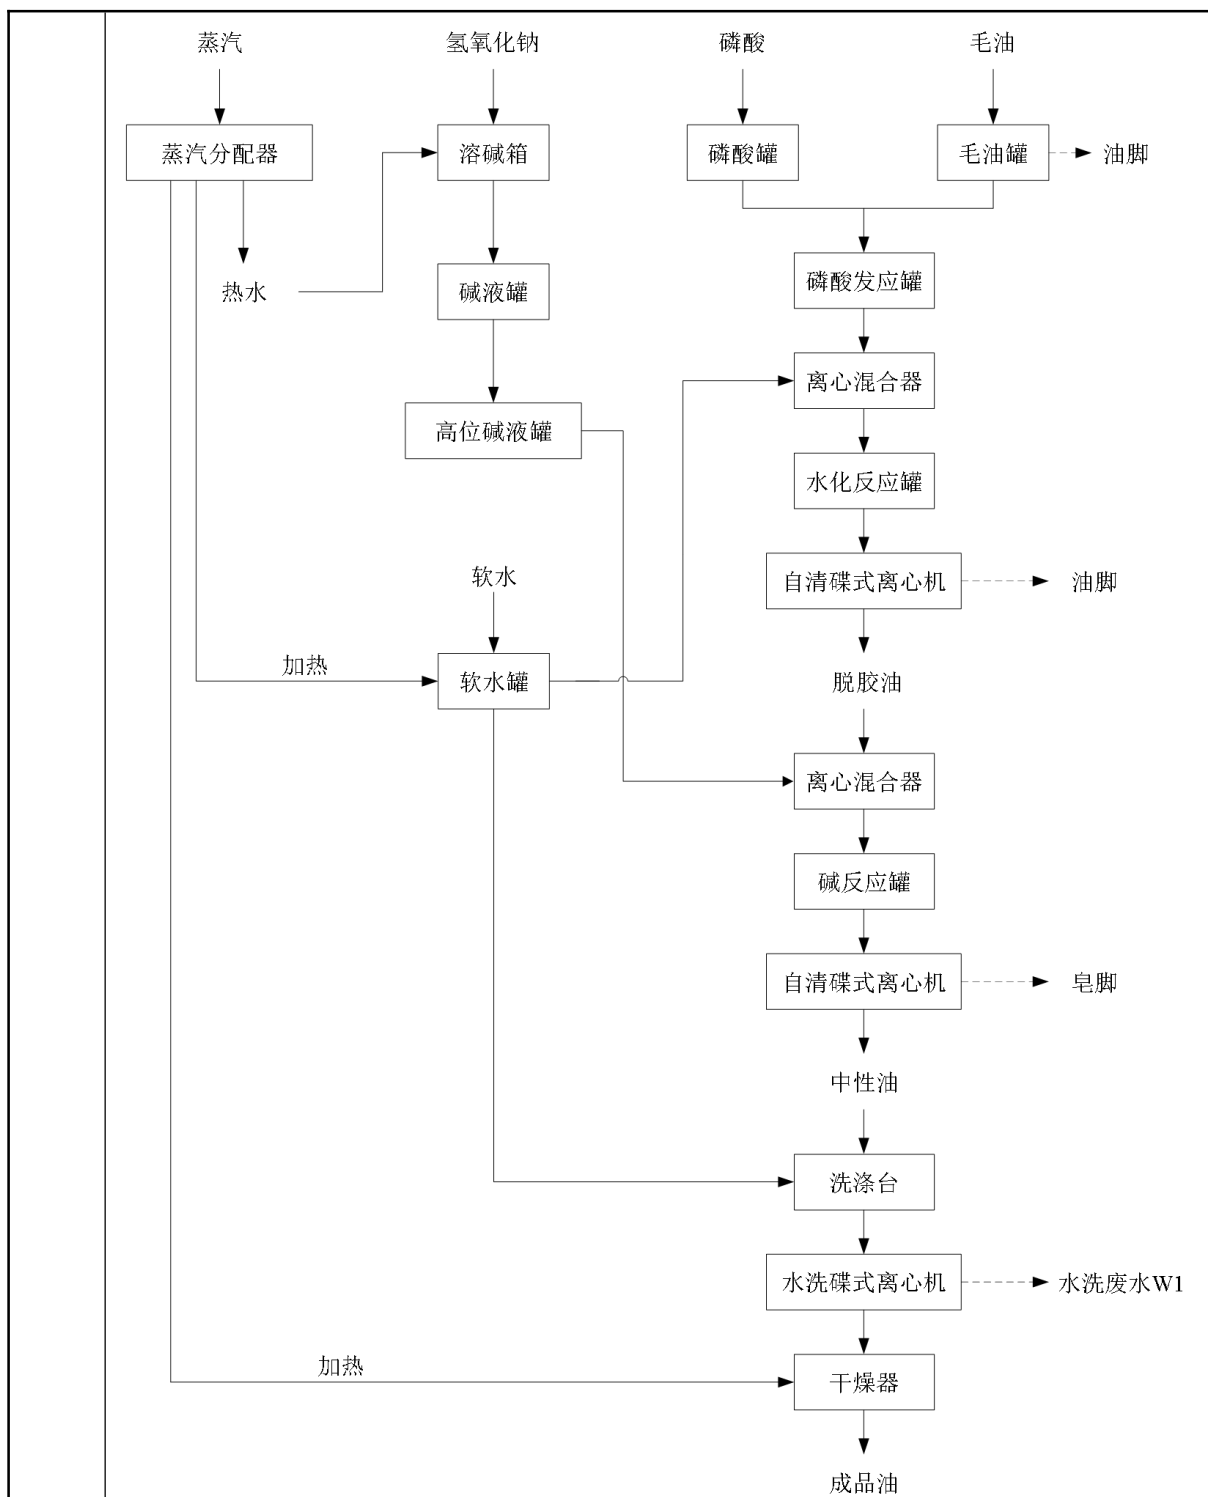 蒸汽 氢氧化钠 磷酸 毛油
蒸汽分配器 溶碱箱 磷酸罐 毛油罐 油脚
热水 碱液罐 磷酸发应罐
离心混合器
高位碱液罐
水化反应罐
软水 自清碟式离心机 油脚
加热 软水罐 脱胶油
离心混合器
碱反应罐
自清碟式离心机 皂脚
中性油
洗涤台
水洗碟式离心机 水洗废水W1
加热 干燥器
成品油